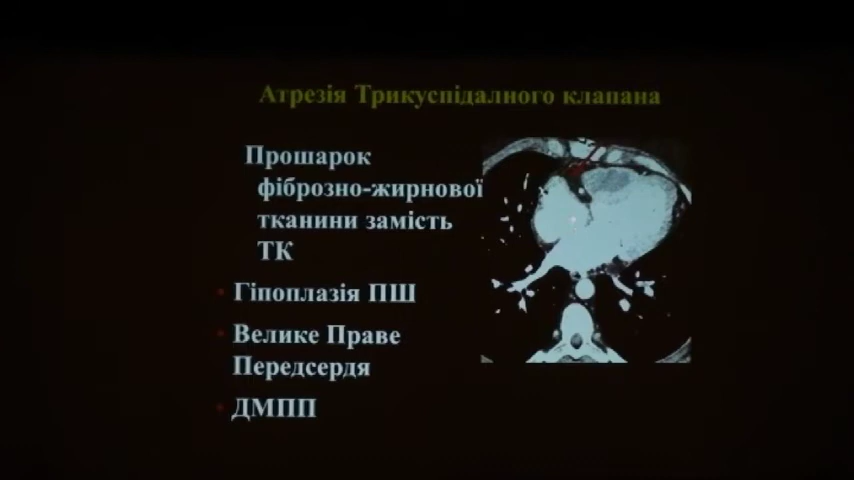 Атрезія Трикуспідалного клапана
Прошарок
фіброзно-жирнової
тканини замість
ТК
Гіпоплазія ПШ
Велике Праве
Передсердя
ДМПП